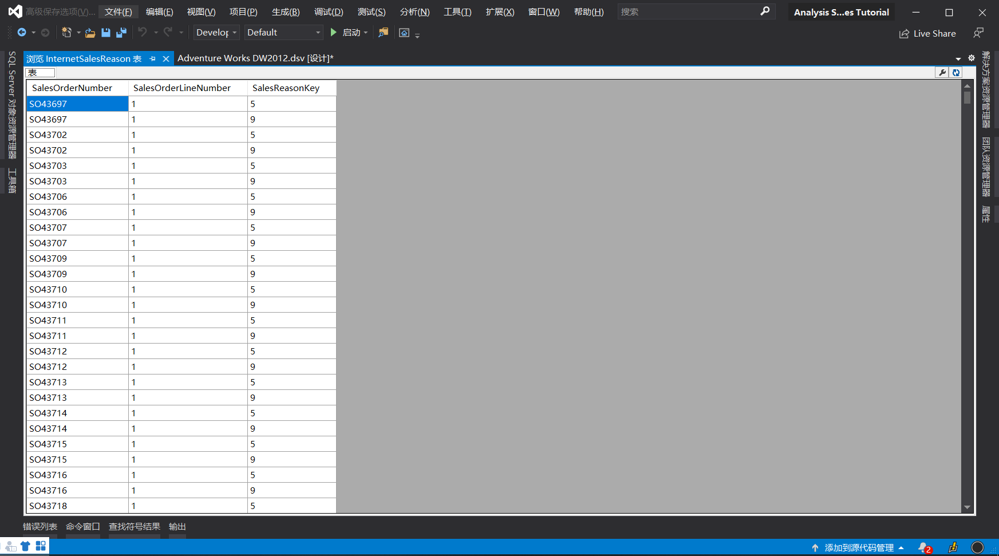 高级保存选项(V)... 文件(F) 编辑(E) 视图(V) 项目(P) 生成(B) 调试(D) 测试(S) 分析(N) 工具(T) 扩展(X) 窗口(W) 帮助(H) 搜索 Analysis S...es Tutorial
Develop Default 启动 Live Share
SQL Server 对象资源管理器
工具箱
浏览 InternetSalesReason 表 Adventure Works DW2012.dsv [设计]*
表
SalesOrderNumber SalesOrderLineNumber SalesReasonKey
SO43697 1 5
SO43697 1 9
SO43702 1 5
SO43702 1 9
SO43703 1 5
SO43703 1 9
SO43706 1 5
SO43706 1 9
SO43707 1 5
SO43707 1 9
SO43709 1 5
SO43709 1 9
SO43710 1 5
SO43710 1 9
SO43711 1 5
SO43711 1 9
SO43712 1 5
SO43712 1 9
SO43713 1 5
SO43713 1 9
SO43714 1 5
SO43714 1 9
SO43715 1 5
SO43715 1 9
SO43716 1 5
SO43716 1 9
SO43718 1 5
解决方案资源管理器
团队资源管理器
属性
错误列表 命令窗口 查找符号结果 输出
添加到源代码管理 2